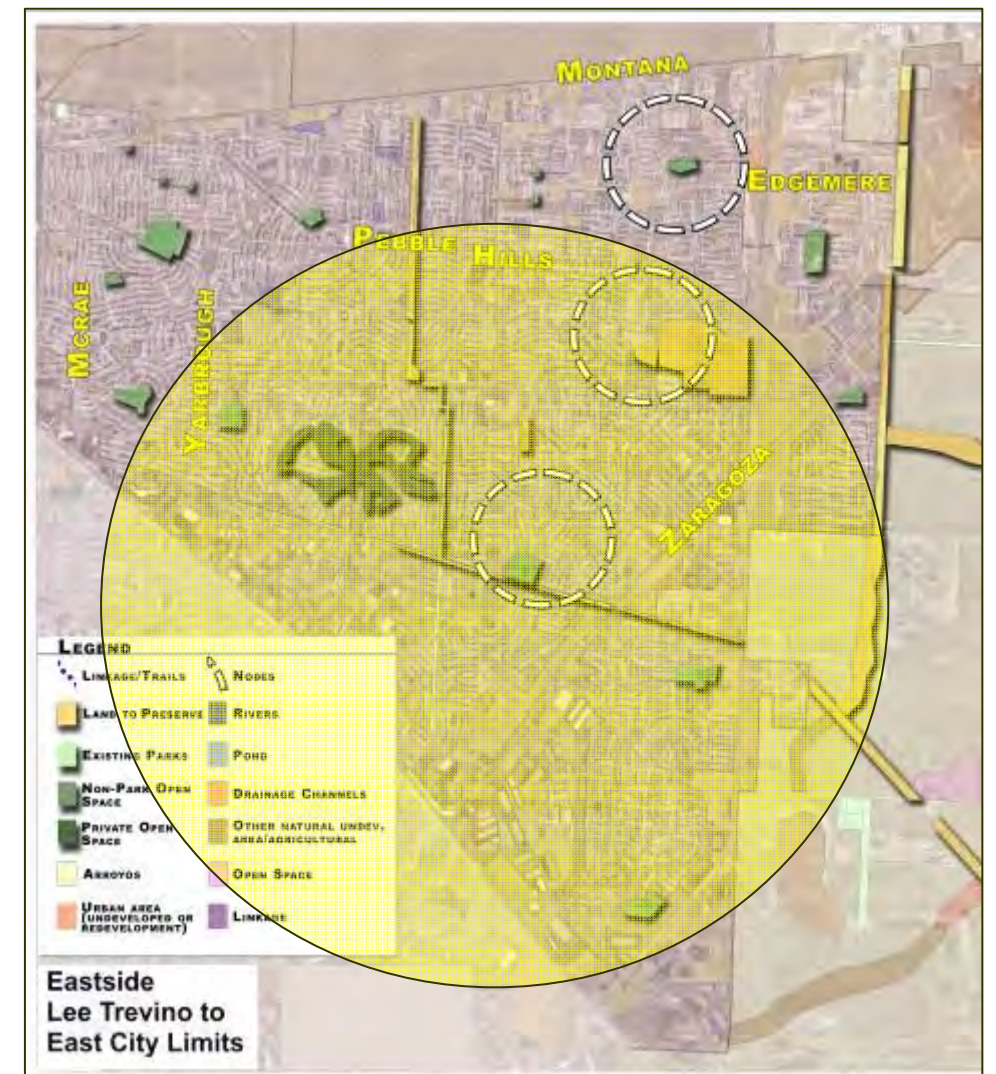 MONTANA
EDGEMERE
PEBBLE HILLS
MCRAE
YARBROUGH
ZARAGOZA
LEGEND
LINKAGE/TRAILS
NODES
LAND TO PRESERVE
RIVERS
EXISTING PARKS
POND
NON-PARK OPEN
SPACE
DRAINAGE CHANNELS
PRIVATE OPEN
SPACE
OTHER NATURAL UNDEV.
AREA/AGRICULTURAL
ARROYOS
OPEN SPACE
URBAN AREA
(UNDEVELOPED OR
REDEVELOPMENT)
LINKAGE
Eastside
Lee Trevino to
East City Limits